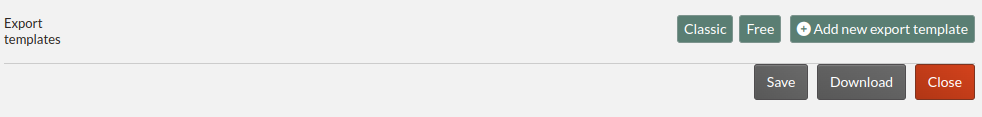 Export
templates
Classic Free Add new export template
Save Download Close